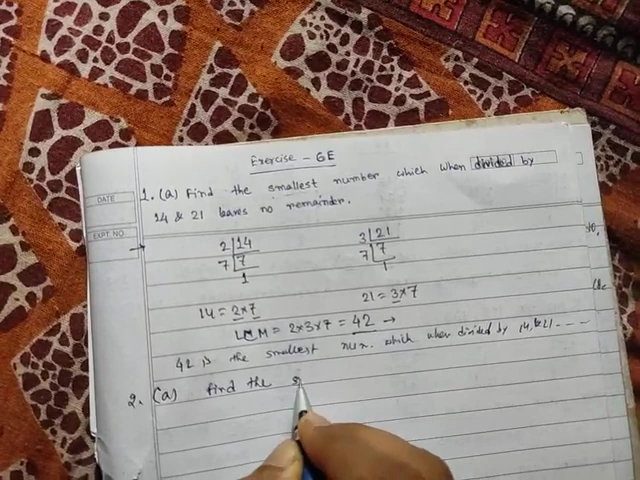 Exercise - 6E
DATE
EXPT. NO.
1. (a) Find the smallest number which when divided by
14 & 21 leaves no remainder.
2 14 3 21
7 7 7 7
1 1
14 = 2×7 21 = 3×7
LCM = 2×3×7 = 42 →
42 is the smallest num. which when divided by 14, & 21 - - - -
2. (a) Find the s